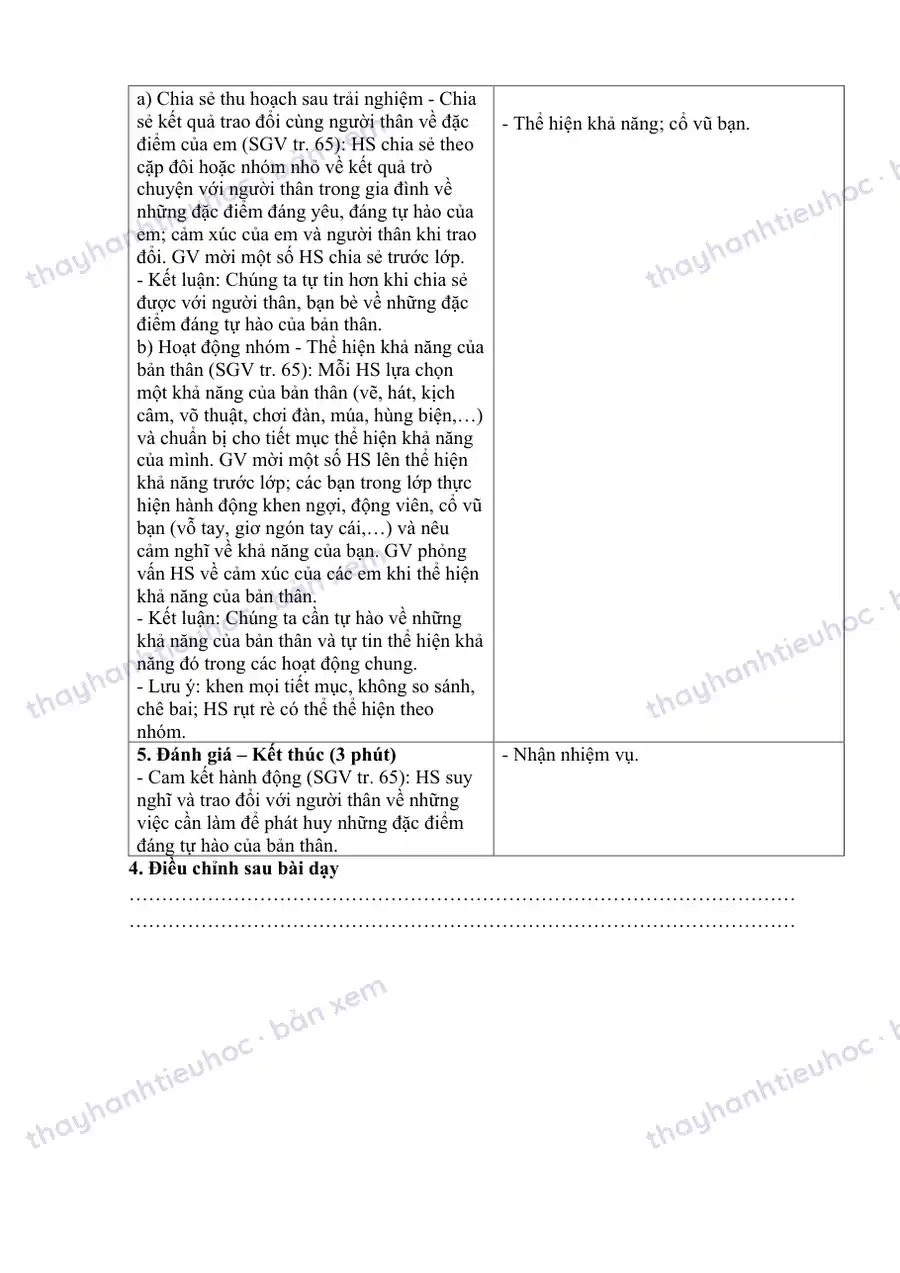 a) Chia sẻ thu hoạch sau trải nghiệm - Chia
sẻ kết quả trao đổi cùng người thân về đặc
điểm của em (SGV tr. 65): HS chia sẻ theo
cặp đôi hoặc nhóm nhỏ về kết quả trò
chuyện với người thân trong gia đình về
những đặc điểm đáng yêu, đáng tự hào của
em; cảm xúc của em và người thân khi trao
đổi. GV mời một số HS chia sẻ trước lớp.
- Kết luận: Chúng ta tự tin hơn khi chia sẻ
được với người thân, bạn bè về những đặc
điểm đáng tự hào của bản thân.
b) Hoạt động nhóm - Thể hiện khả năng của
bản thân (SGV tr. 65): Mỗi HS lựa chọn
một khả năng của bản thân (vẽ, hát, kịch
câm, võ thuật, chơi đàn, múa, hùng biện,…)
và chuẩn bị cho tiết mục thể hiện khả năng
của mình. GV mời một số HS lên thể hiện
khả năng trước lớp; các bạn trong lớp thực
hiện hành động khen ngợi, động viên, cổ vũ
bạn (vỗ tay, giơ ngón tay cái,…) và nêu
cảm nghĩ về khả năng của bạn. GV phỏng
vấn HS về cảm xúc của các em khi thể hiện
khả năng của bản thân.
- Kết luận: Chúng ta cần tự hào về những
khả năng của bản thân và tự tin thể hiện khả
năng đó trong các hoạt động chung.
- Lưu ý: khen mọi tiết mục, không so sánh,
chê bai; HS rụt rè có thể thể hiện theo
nhóm.
- Thể hiện khả năng; cổ vũ bạn.
5. Đánh giá – Kết thúc (3 phút)
- Cam kết hành động (SGV tr. 65): HS suy
nghĩ và trao đổi với người thân về những
việc cần làm để phát huy những đặc điểm
đáng tự hào của bản thân.
- Nhận nhiệm vụ.
4. Điều chỉnh sau bài dạy
…………………………………………………………………………………………
…………………………………………………………………………………………
thayhanhtieuhoc · bản xem
thayhanhtieuhoc · b
thayhanhtieuhoc · bản xem
thayhanhtieuhoc · b
thayhanhtieuhoc · bản xem
thayhanhtieuhoc · b